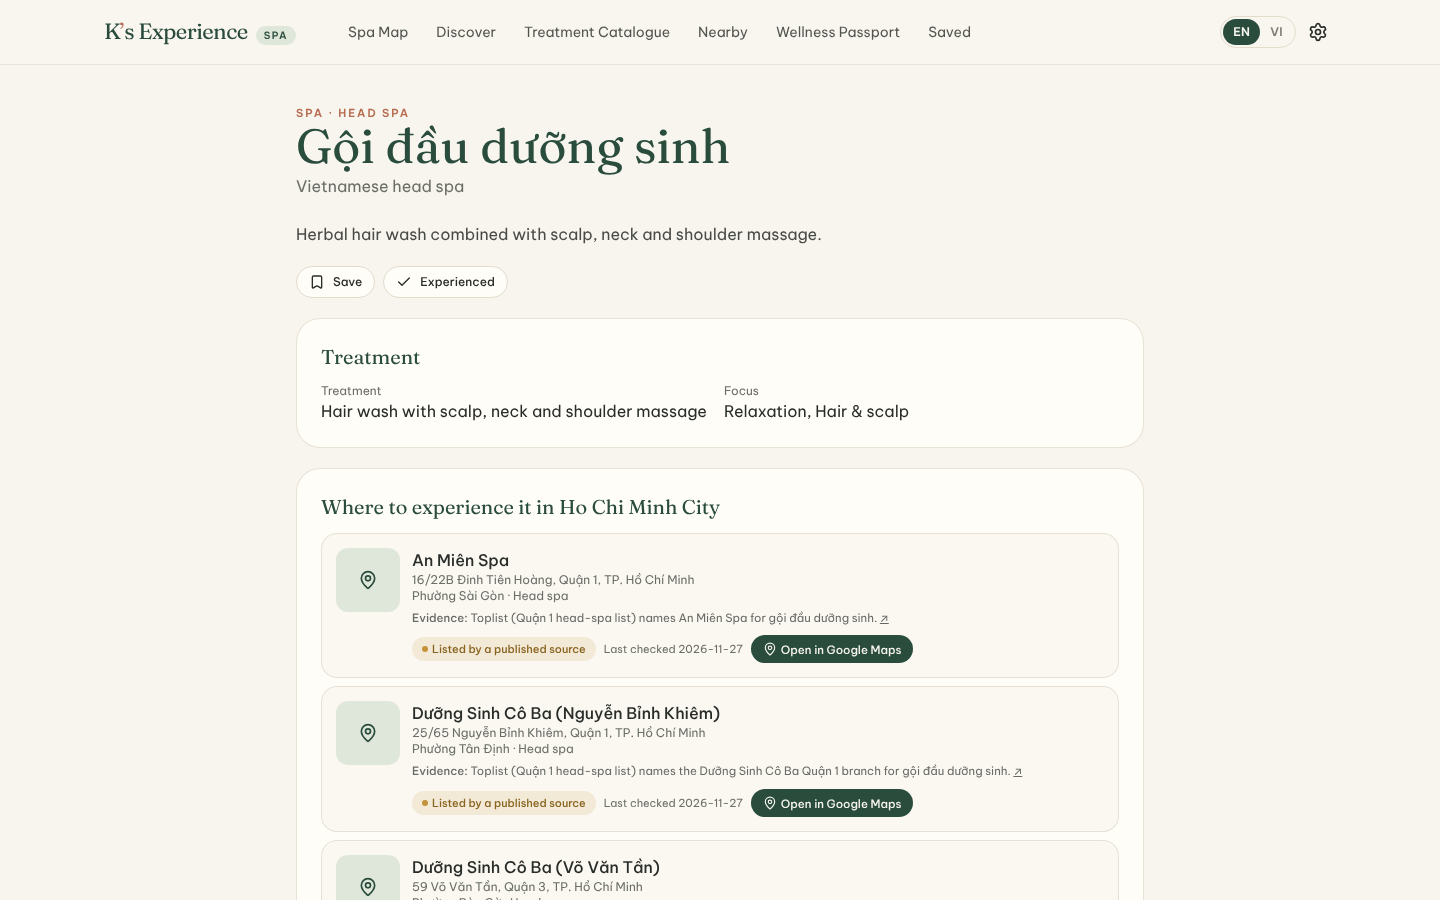 K's Experience SPA
Spa Map
Discover
Treatment Catalogue
Nearby
Wellness Passport
Saved
EN
VI
SPA · HEAD SPA
Gội đầu dưỡng sinh
Vietnamese head spa
Herbal hair wash combined with scalp, neck and shoulder massage.
Save
Experienced
Treatment
Treatment
Hair wash with scalp, neck and shoulder massage
Focus
Relaxation, Hair & scalp
Where to experience it in Ho Chi Minh City
An Miên Spa
16/22B Đinh Tiên Hoàng, Quận 1, TP. Hồ Chí Minh
Phường Sài Gòn · Head spa
Evidence: Toplist (Quận 1 head-spa list) names An Miên Spa for gội đầu dưỡng sinh. ↗
Listed by a published source
Last checked 2026-11-27
Open in Google Maps
Dưỡng Sinh Cô Ba (Nguyễn Bỉnh Khiêm)
25/65 Nguyễn Bỉnh Khiêm, Quận 1, TP. Hồ Chí Minh
Phường Tân Định · Head spa
Evidence: Toplist (Quận 1 head-spa list) names the Dưỡng Sinh Cô Ba Quận 1 branch for gội đầu dưỡng sinh. ↗
Listed by a published source
Last checked 2026-11-27
Open in Google Maps
Dưỡng Sinh Cô Ba (Võ Văn Tần)
59 Võ Văn Tần, Quận 3, TP. Hồ Chí Minh